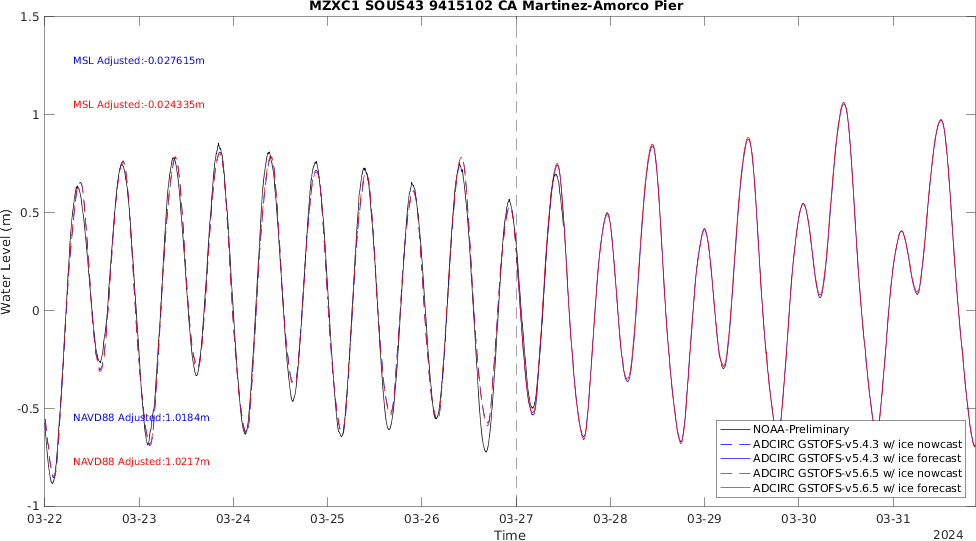 MZXC1 SOUS43 9415102 CA Martinez-Amorco Pier
1.5
MSL Adjusted:-0.027615m
MSL Adjusted:-0.024335m
1
0.5
Water Level (m)
0
-0.5
NAVD88 Adjusted:1.0184m
NAVD88 Adjusted:1.0217m
-1
NOAA-Preliminary
ADCIRC GSTOFS-v5.4.3 w/ ice nowcast
ADCIRC GSTOFS-v5.4.3 w/ ice forecast
ADCIRC GSTOFS-v5.6.5 w/ ice nowcast
ADCIRC GSTOFS-v5.6.5 w/ ice forecast
03-22 03-23 03-24 03-25 03-26 03-27 03-28 03-29 03-30 03-31
Time
2024